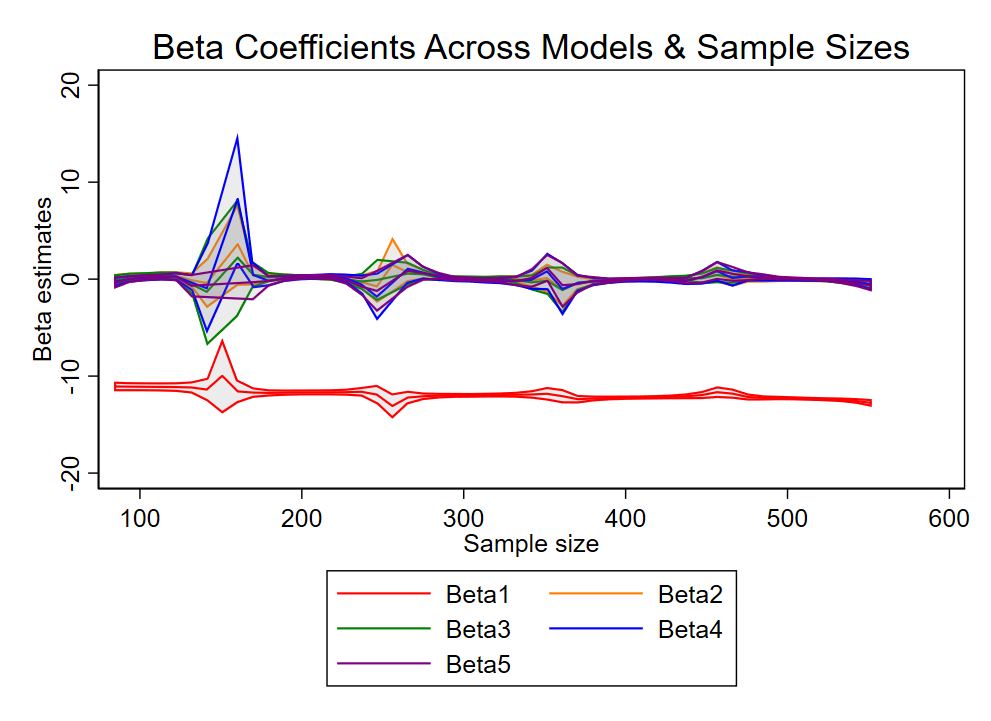 Beta Coefficients Across Models & Sample Sizes
Beta estimates
20
10
0
-10
-20
100 200 300 400 500 600
Sample size
Beta1 Beta2
Beta3 Beta4
Beta5